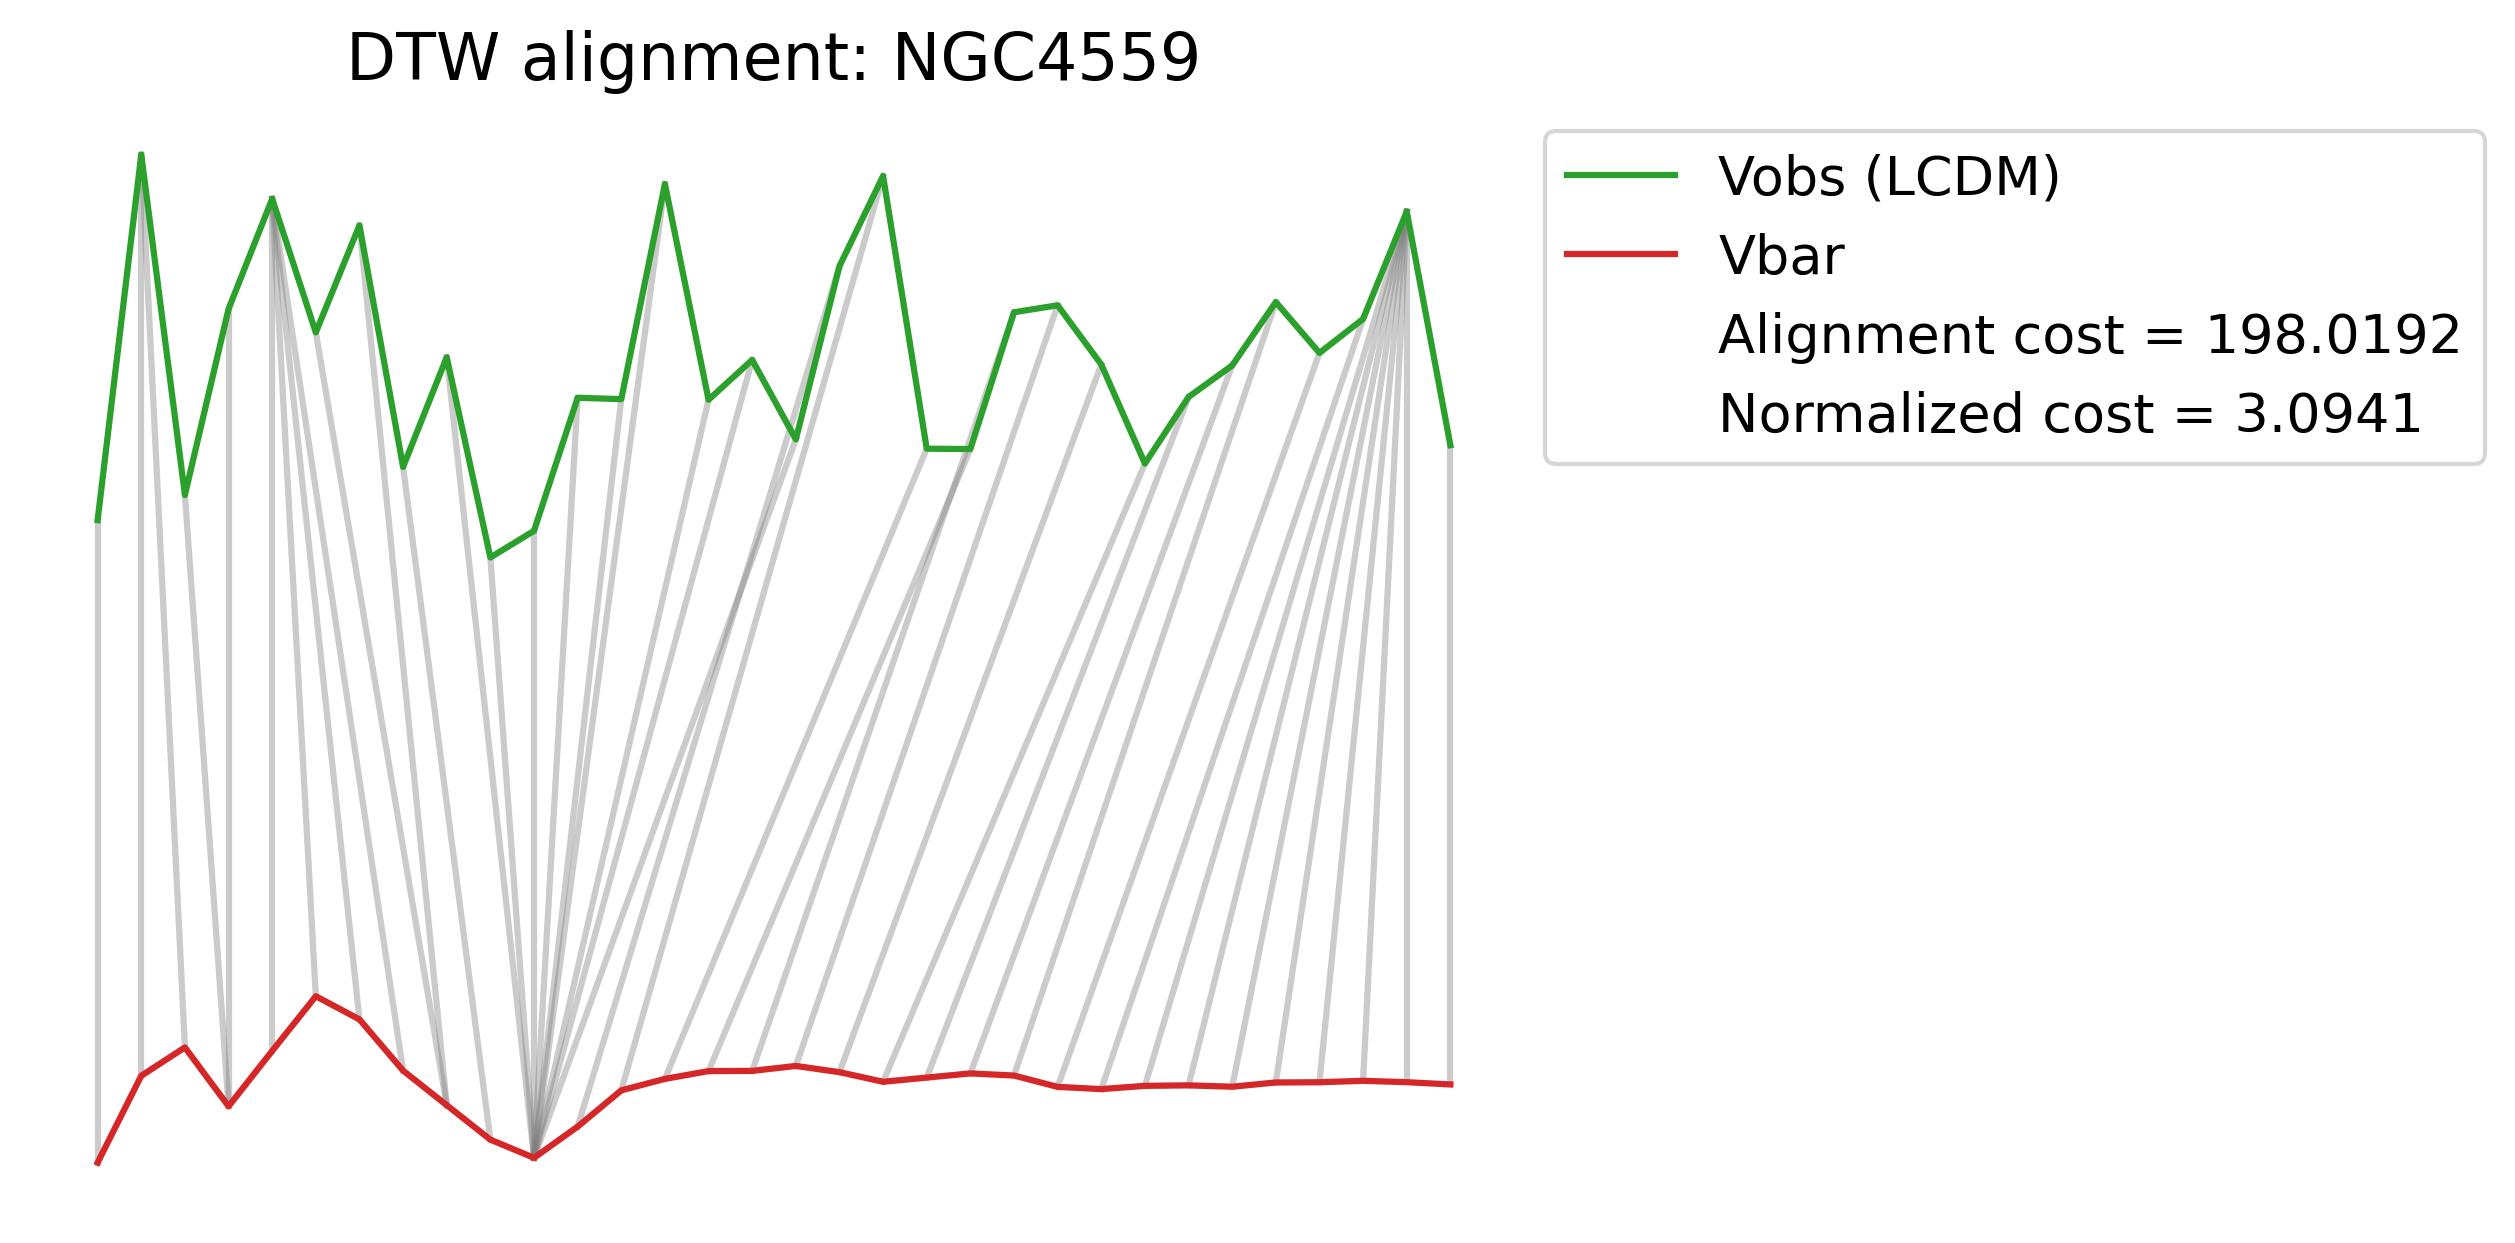 DTW alignment: NGC4559
Vobs (LCDM)
Vbar
Alignment cost = 198.0192
Normalized cost = 3.0941